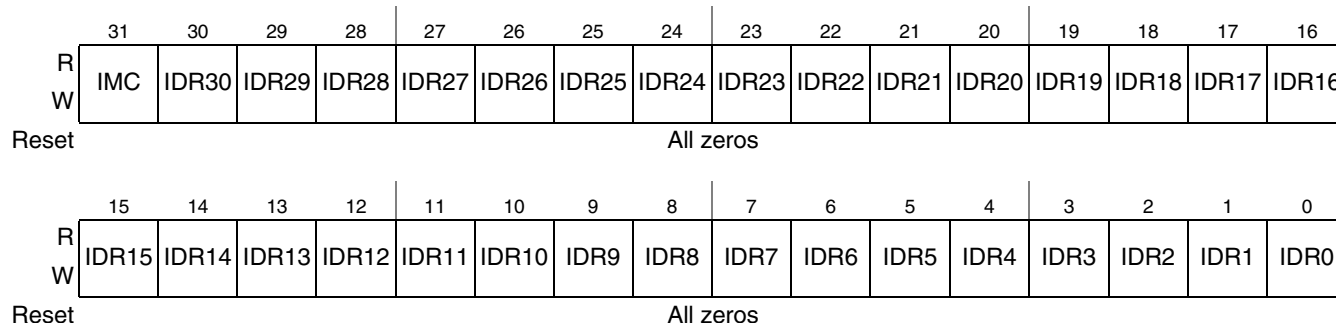 31 30 29 28 27 26 25 24 23 22 21 20 19 18 17 16
R
W
IMC IDR30 IDR29 IDR28 IDR27 IDR26 IDR25 IDR24 IDR23 IDR22 IDR21 IDR20 IDR19 IDR18 IDR17 IDR16
Reset All zeros
15 14 13 12 11 10 9 8 7 6 5 4 3 2 1 0
R
W
IDR15 IDR14 IDR13 IDR12 IDR11 IDR10 IDR9 IDR8 IDR7 IDR6 IDR5 IDR4 IDR3 IDR2 IDR1 IDR0
Reset All zeros